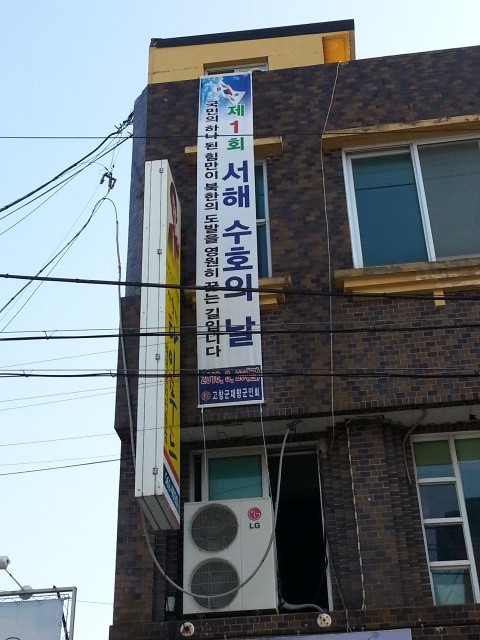 제1회 서해 수호의 날
국민의 하나 된 힘만이 북한의 도발을 영원히 끊는 길입니다
고창군재향군인회
LG